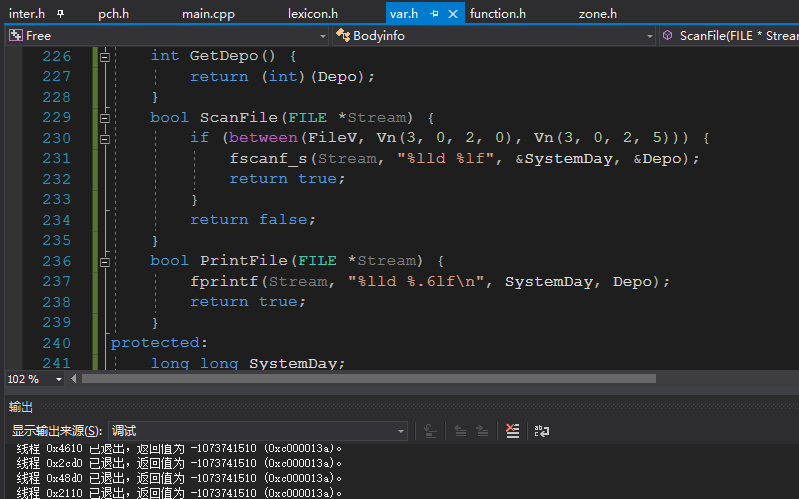 inter.h pch.h main.cpp lexicon.h var.h function.h zone.h
Free Bodyinfo ScanFile(FILE * Strean
226 int GetDepo() {
227 return (int)(Depo);
228 }
229 bool ScanFile(FILE *Stream) {
230 if (between(FileV, Vn(3, 0, 2, 0), Vn(3, 0, 2, 5))) {
231 fscanf_s(Stream, "%lld %lf", &SystemDay, &Depo);
232 return true;
233 }
234 return false;
235 }
236 bool PrintFile(FILE *Stream) {
237 fprintf(Stream, "%lld %.6lf\n", SystemDay, Depo);
238 return true;
239 }
240 protected:
241 long long SystemDay;
102 %
输出
显示输出来源(S): 调试
线程 0x4610 已退出，返回值为 -1073741510 (0xc000013a)。
线程 0x2cd0 已退出，返回值为 -1073741510 (0xc000013a)。
线程 0x48d0 已退出，返回值为 -1073741510 (0xc000013a)。
线程 0x2110 已退出，返回值为 -1073741510 (0xc000013a)。